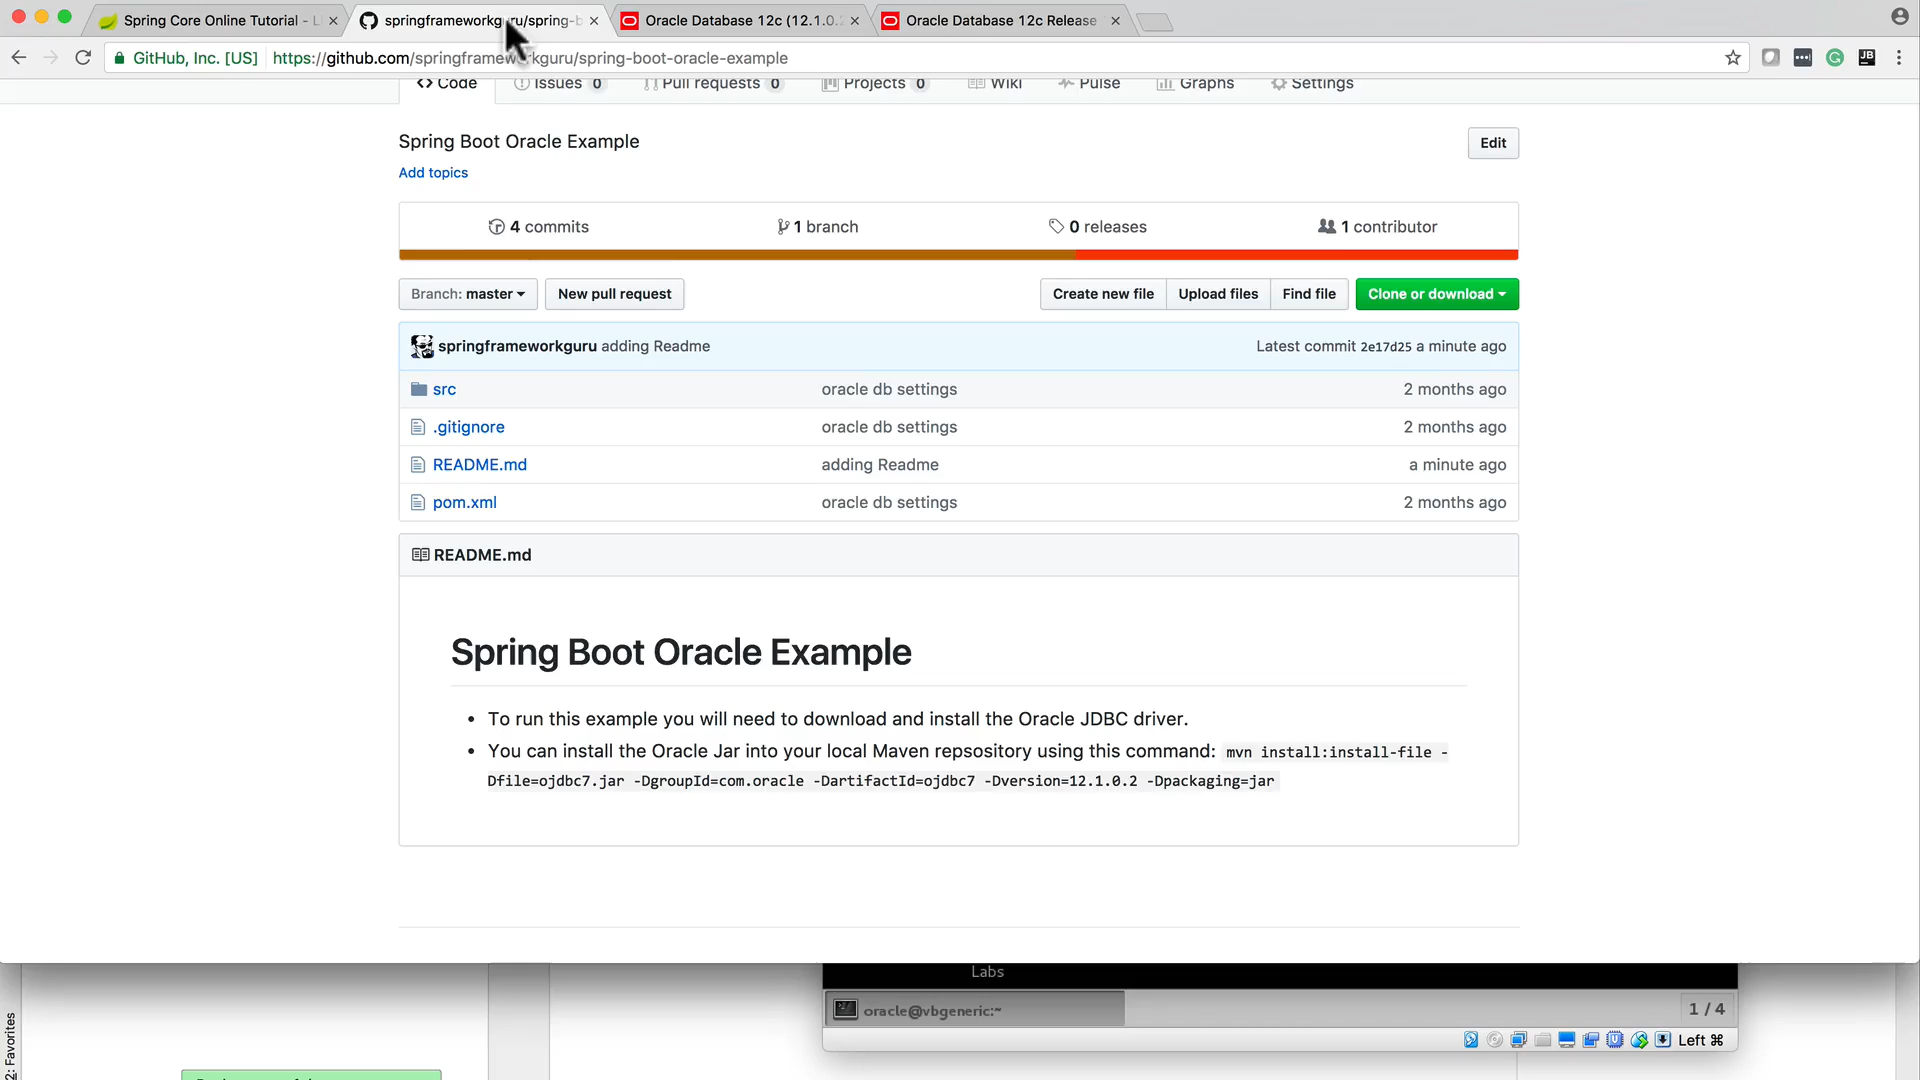 Spring Core Online Tutorial - L
springframeworkguru/spring-b
Oracle Database 12c (12.1.0.
Oracle Database 12c Release
GitHub, Inc. [US] https://github.com/springframeworkguru/spring-boot-oracle-example
JB
Code Issues 0 Pull requests 0 Projects 0 Wiki Pulse Graphs Settings
Spring Boot Oracle Example
Edit
Add topics
4 commits 1 branch 0 releases 1 contributor
Branch: master New pull request Create new file Upload files Find file Clone or download
springframeworkguru adding Readme Latest commit 2e17d25 a minute ago
src oracle db settings 2 months ago
.gitignore oracle db settings 2 months ago
README.md adding Readme a minute ago
pom.xml oracle db settings 2 months ago
README.md
Spring Boot Oracle Example
• To run this example you will need to download and install the Oracle JDBC driver.
• You can install the Oracle Jar into your local Maven repsository using this command: mvn install:install-file -
Dfile=ojdbc7.jar -DgroupId=com.oracle -DartifactId=ojdbc7 -Dversion=12.1.0.2 -Dpackaging=jar
Labs
oracle@vbgeneric:~ 1 / 4
Left ⌘
2: Favorites